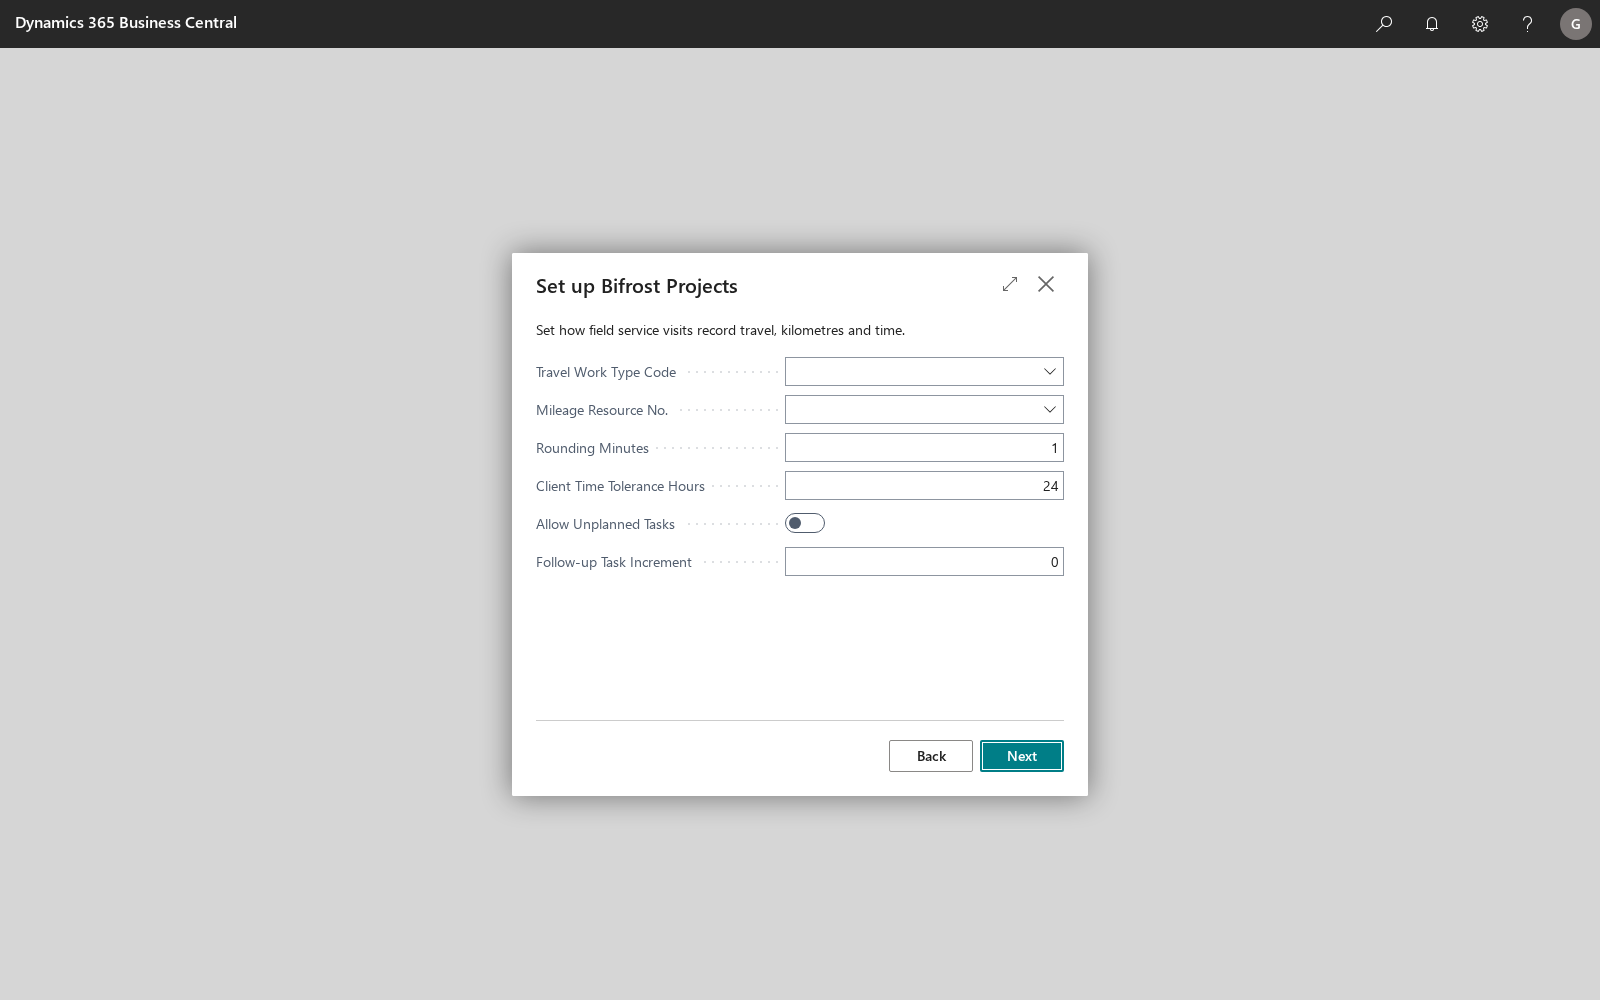 Dynamics 365 Business Central
G
Set up Bifrost Projects
Set how field service visits record travel, kilometres and time.
Travel Work Type Code
Mileage Resource No.
Rounding Minutes 1
Client Time Tolerance Hours 24
Allow Unplanned Tasks
Follow-up Task Increment 0
Back Next